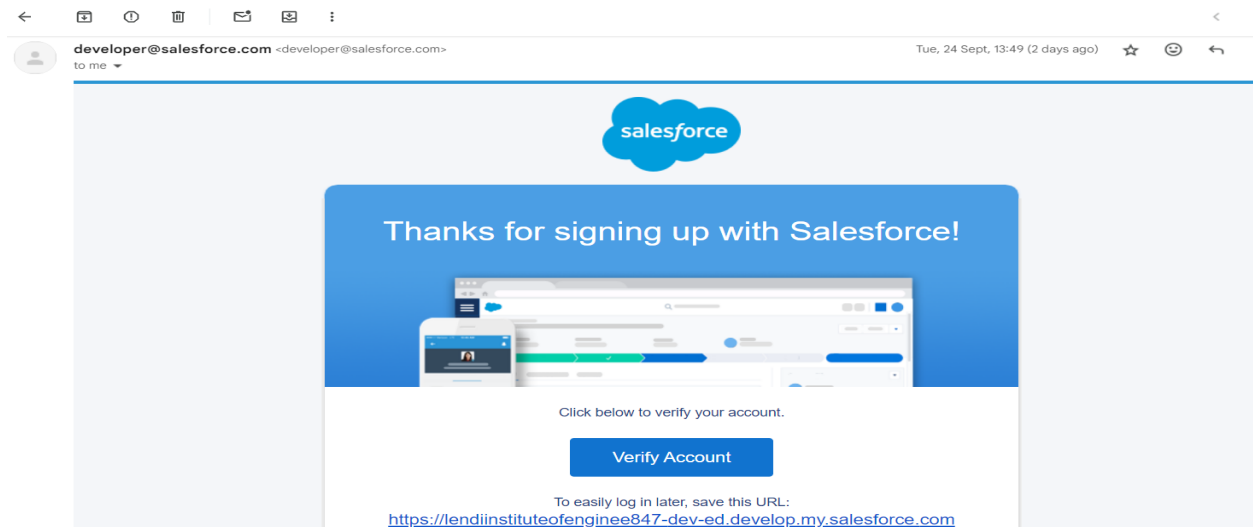 developer@salesforce.com <developer@salesforce.com> Tue, 24 Sept, 13:49 (2 days ago)
to me
salesforce
Thanks for signing up with Salesforce!
Click below to verify your account.
Verify Account
To easily log in later, save this URL:
https://lendiinstituteofenginee847-dev-ed.develop.my.salesforce.com